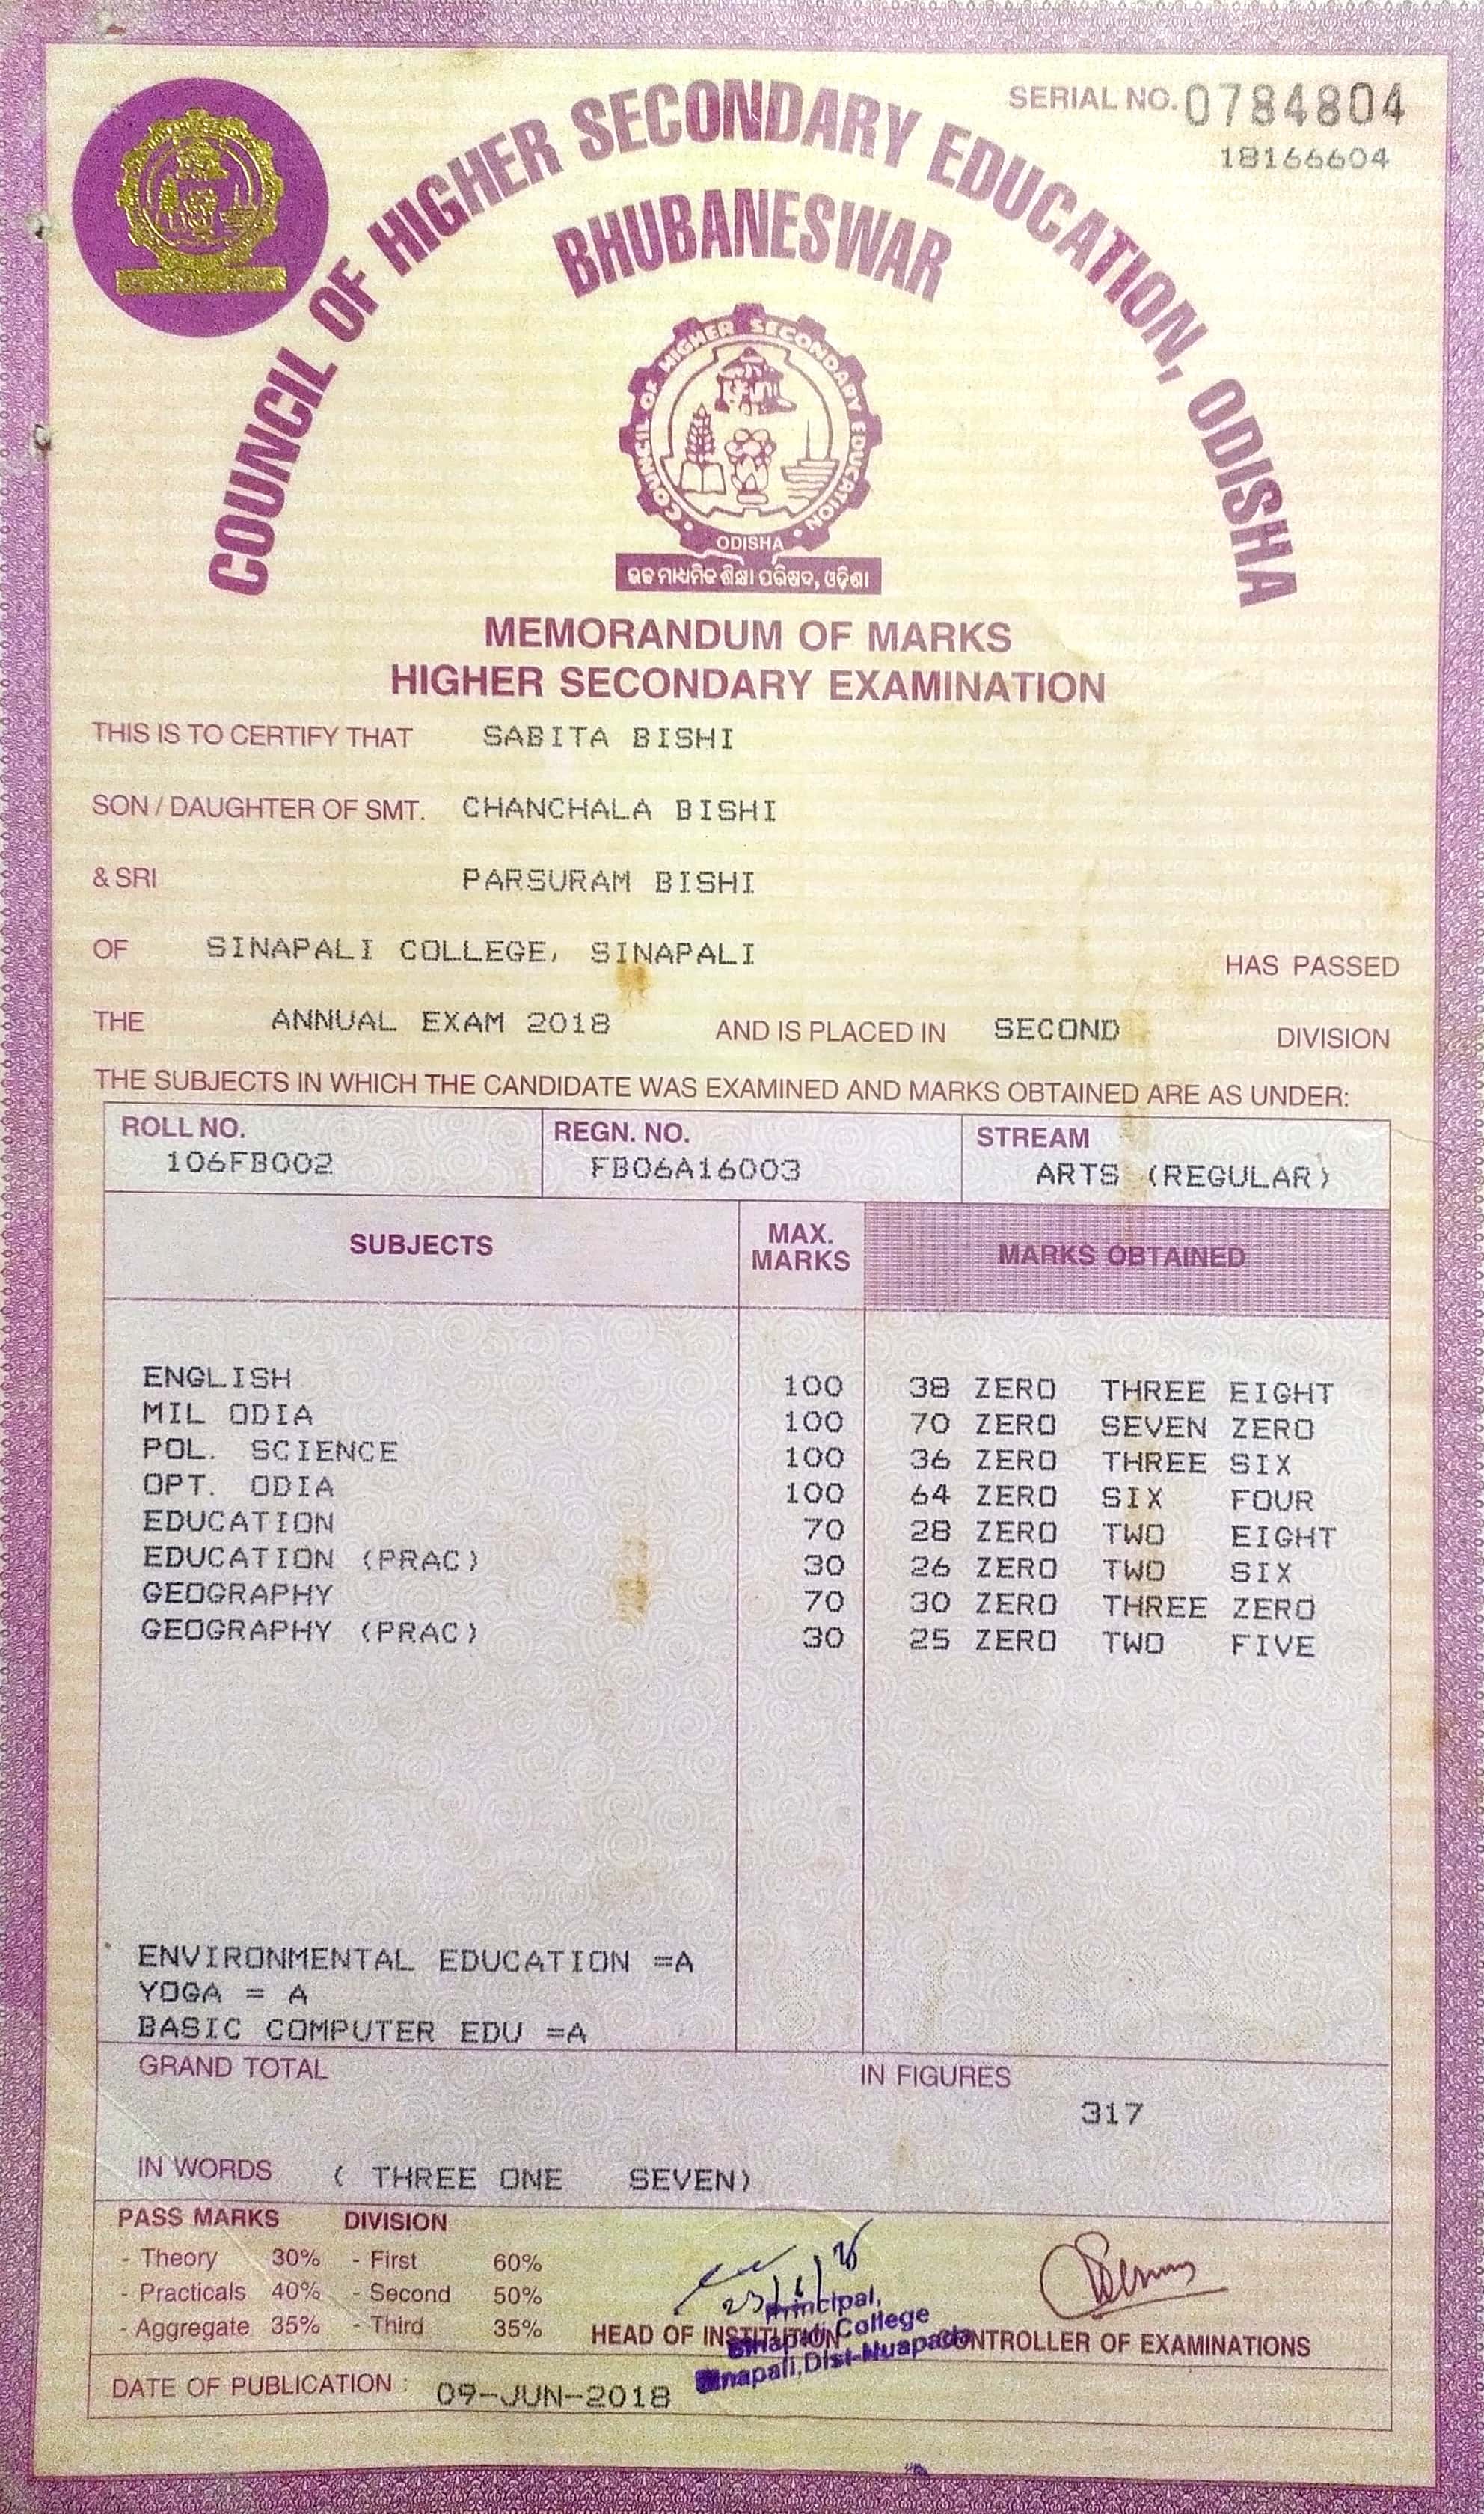 SERIAL NO. 0784804
18166604
COUNCIL OF HIGHER SECONDARY EDUCATION, ODISHA
BHUBANESWAR
COUNCIL OF HIGHER SECONDARY EDUCATION
ODISHA
ଉଚ୍ଚ ମାଧ୍ୟମିକ ଶିକ୍ଷା ପରିଷଦ, ଓଡ଼ିଶା
MEMORANDUM OF MARKS
HIGHER SECONDARY EXAMINATION
THIS IS TO CERTIFY THAT SABITA BISHI
SON / DAUGHTER OF SMT. CHANCHALA BISHI
& SRI PARSURAM BISHI
OF SINAPALI COLLEGE, SINAPALI HAS PASSED
THE ANNUAL EXAM 2018 AND IS PLACED IN SECOND DIVISION
THE SUBJECTS IN WHICH THE CANDIDATE WAS EXAMINED AND MARKS OBTAINED ARE AS UNDER:
ROLL NO. REGN. NO. STREAM
106FB002 FB06A16003 ARTS (REGULAR)
SUBJECTS MAX. MARKS MARKS OBTAINED
ENGLISH 100 38 ZERO THREE EIGHT
MIL ODIA 100 70 ZERO SEVEN ZERO
POL. SCIENCE 100 36 ZERO THREE SIX
OPT. ODIA 100 64 ZERO SIX FOUR
EDUCATION 70 28 ZERO TWO EIGHT
EDUCATION (PRAC) 30 26 ZERO TWO SIX
GEOGRAPHY 70 30 ZERO THREE ZERO
GEOGRAPHY (PRAC) 30 25 ZERO TWO FIVE
ENVIRONMENTAL EDUCATION =A
YOGA = A
BASIC COMPUTER EDU =A
GRAND TOTAL IN FIGURES
317
IN WORDS ( THREE ONE SEVEN)
PASS MARKS DIVISION
- Theory 30% - First 60%
- Practicals 40% - Second 50%
- Aggregate 35% - Third 35%
Principal,
Sinapali College
Sinapali, Dist-Nuapada
HEAD OF INSTITUTION CONTROLLER OF EXAMINATIONS
DATE OF PUBLICATION : 09-JUN-2018